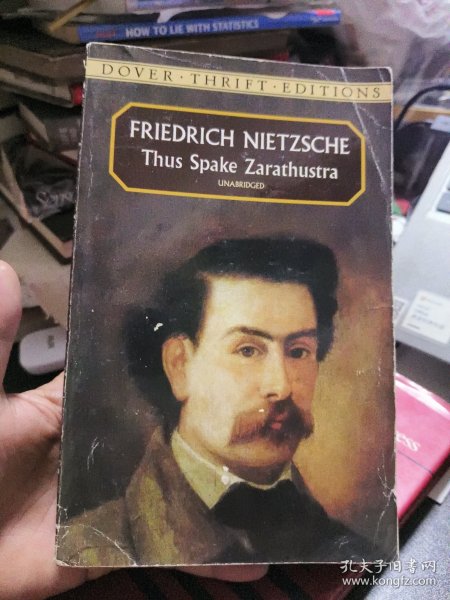 HOW TO LIE WITH STATISTICS
DOVER · THRIFT · EDITIONS
FRIEDRICH NIETZSCHE
Thus Spake Zarathustra
UNABRIDGED
ess
孔夫子旧书网
www.kongfz.com